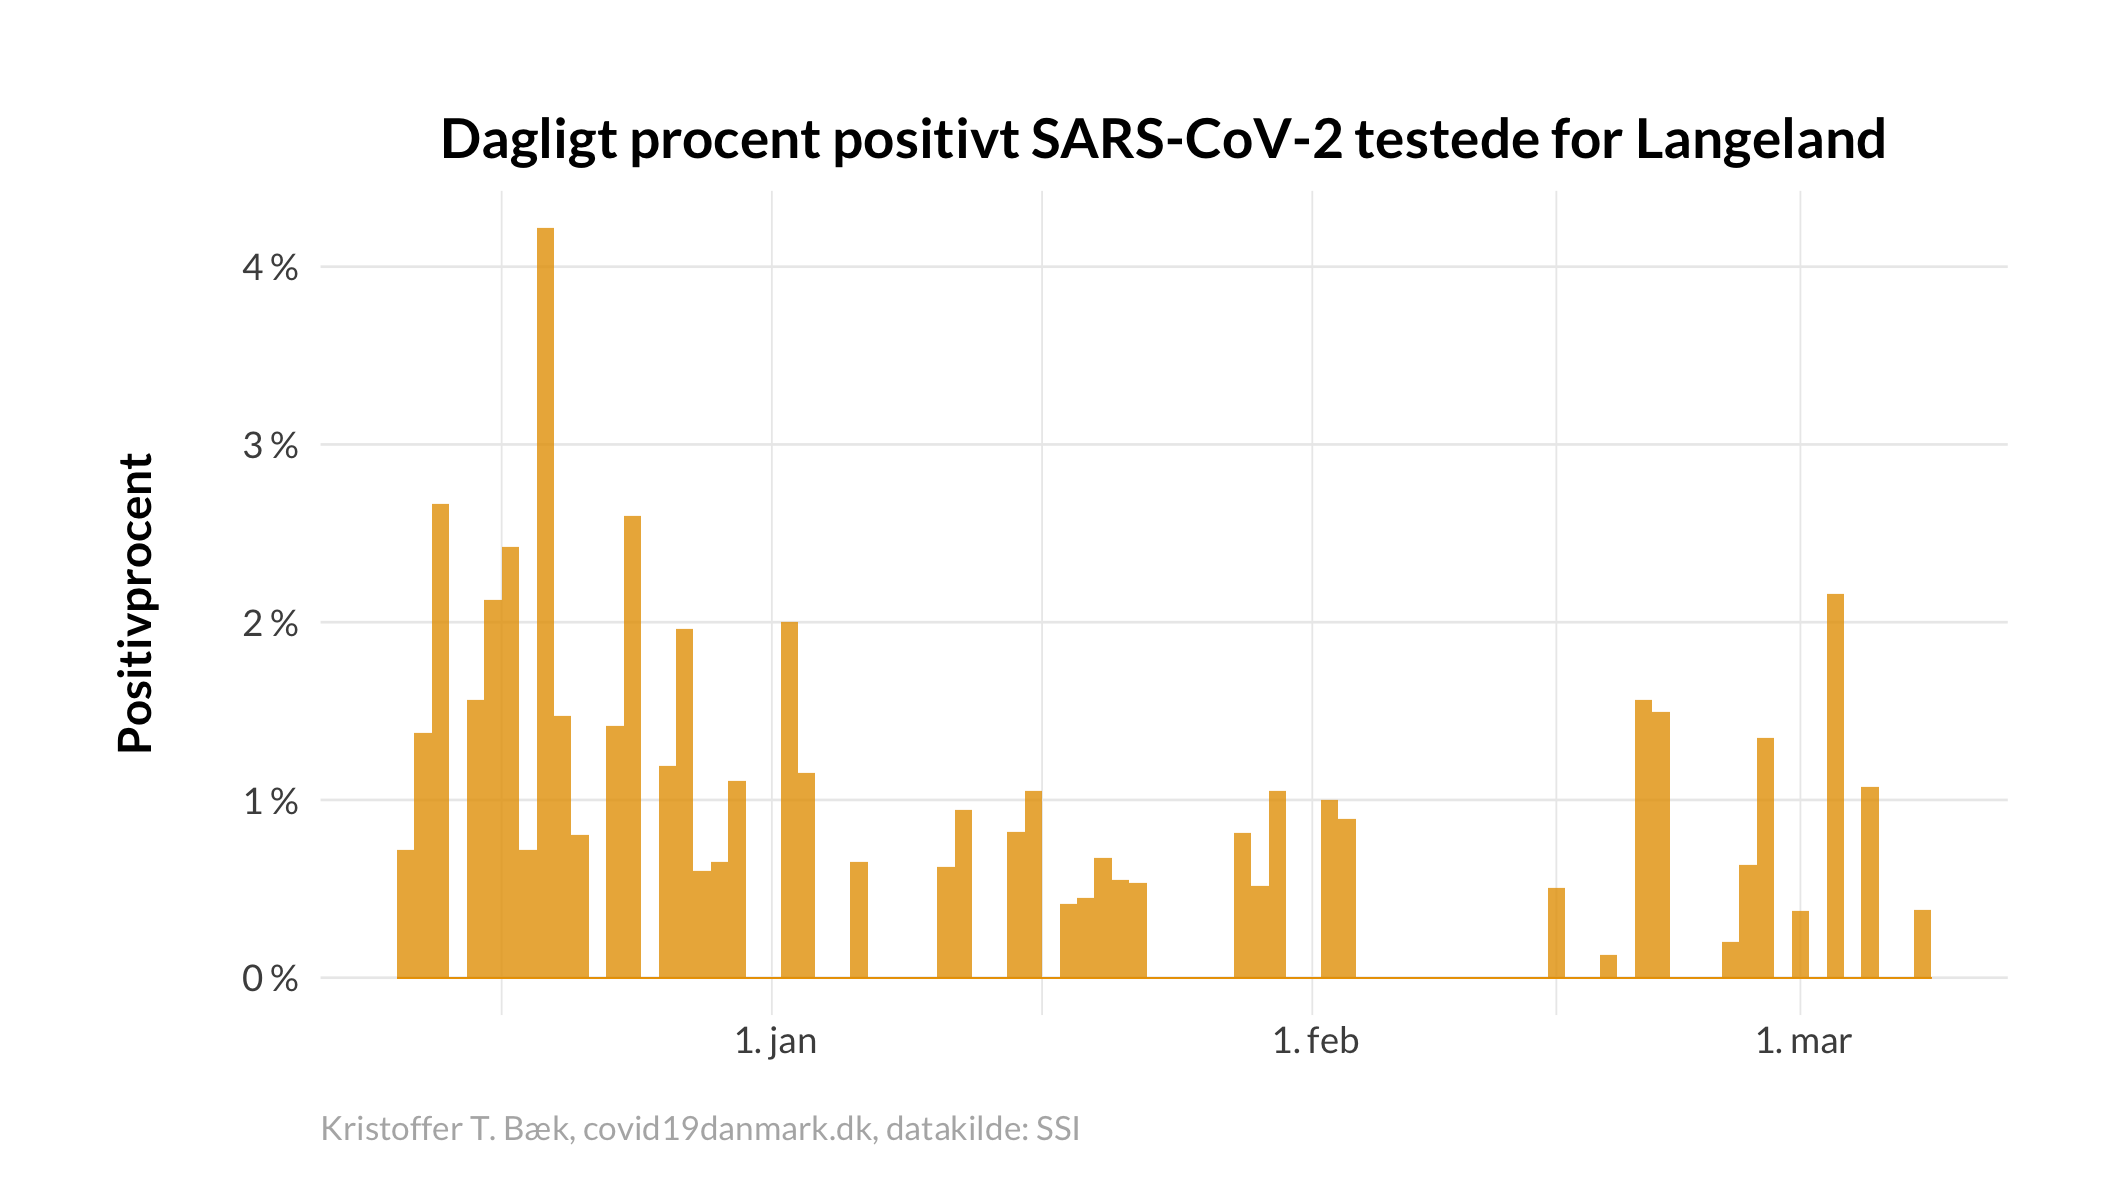 Dagligt procent positivt SARS-CoV-2 testede for Langeland
Positivprocent
4 %
3 %
2 %
1 %
0 %
1. jan
1. feb
1. mar
Kristoffer T. Bæk, covid19danmark.dk, datakilde: SSI